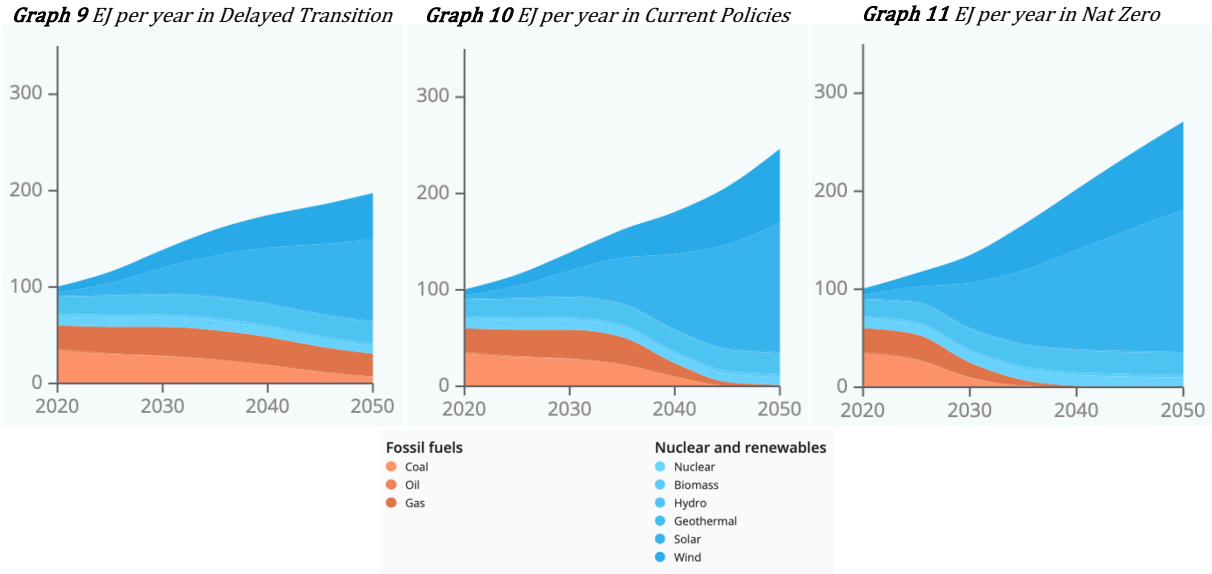 Graph 9 EJ per year in Delayed Transition
Graph 10 EJ per year in Current Policies
Graph 11 EJ per year in Nat Zero
300
200
100
0
2020 2030 2040 2050
300
200
100
0
2020 2030 2040 2050
300
200
100
0
2020 2030 2040 2050
Fossil fuels
Coal
Oil
Gas
Nuclear and renewables
Nuclear
Biomass
Hydro
Geothermal
Solar
Wind